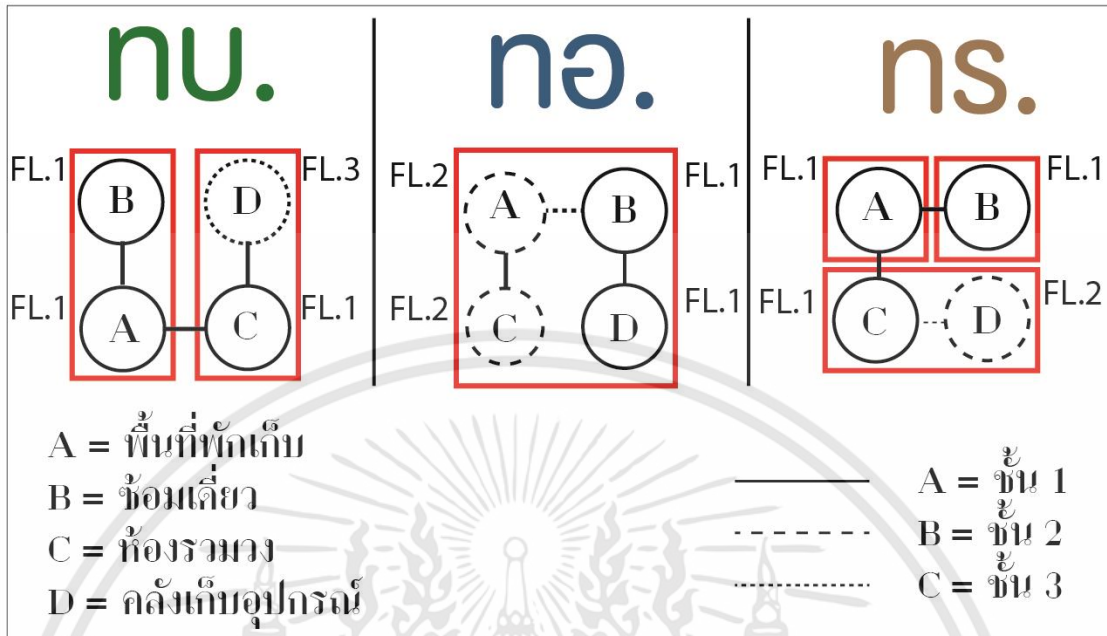 ทบ.
ทอ.
ทร.
FL.1
B
D
FL.3
FL.1
A
C
FL.1
FL.2
A
B
FL.1
FL.2
C
D
FL.1
FL.1
A
B
FL.1
FL.1
C
D
FL.2
A = พื้นที่พักเก็บ
B = ซ้อมเดี่ยว
C = ห้องรวมวง
D = คลังเก็บอุปกรณ์
A = ชั้น 1
B = ชั้น 2
C = ชั้น 3